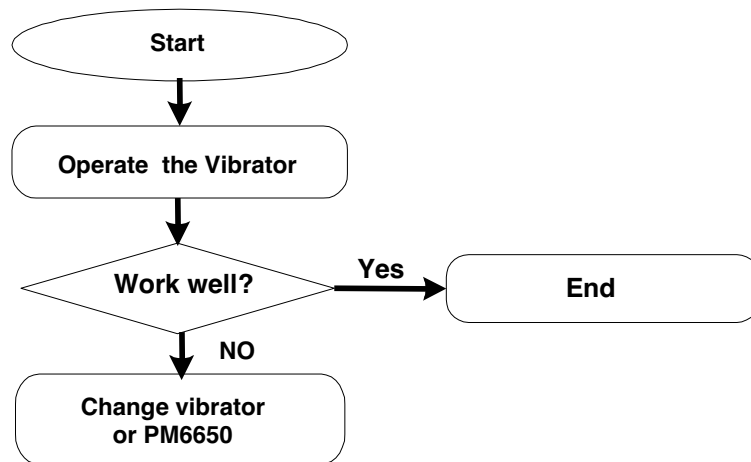 Start
Operate the Vibrator
Work well?
Yes
End
NO
Change vibrator
or PM6650